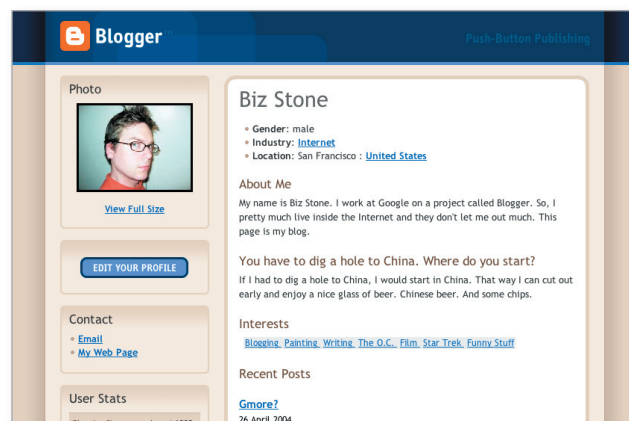 Blogger™
Push-Button Publishing
Photo
View Full Size
EDIT YOUR PROFILE
Contact
Email
My Web Page
User Stats
Biz Stone
Gender: male
Industry: Internet
Location: San Francisco : United States
About Me
My name is Biz Stone. I work at Google on a project called Blogger. So, I
pretty much live inside the Internet and they don't let me out much. This
page is my blog.
You have to dig a hole to China. Where do you start?
If I had to dig a hole to China, I would start in China. That way I can cut out
early and enjoy a nice glass of beer. Chinese beer. And some chips.
Interests
Blogging Painting Writing The O.C. Film Star Trek Funny Stuff
Recent Posts
Gmore?
26 April 2004